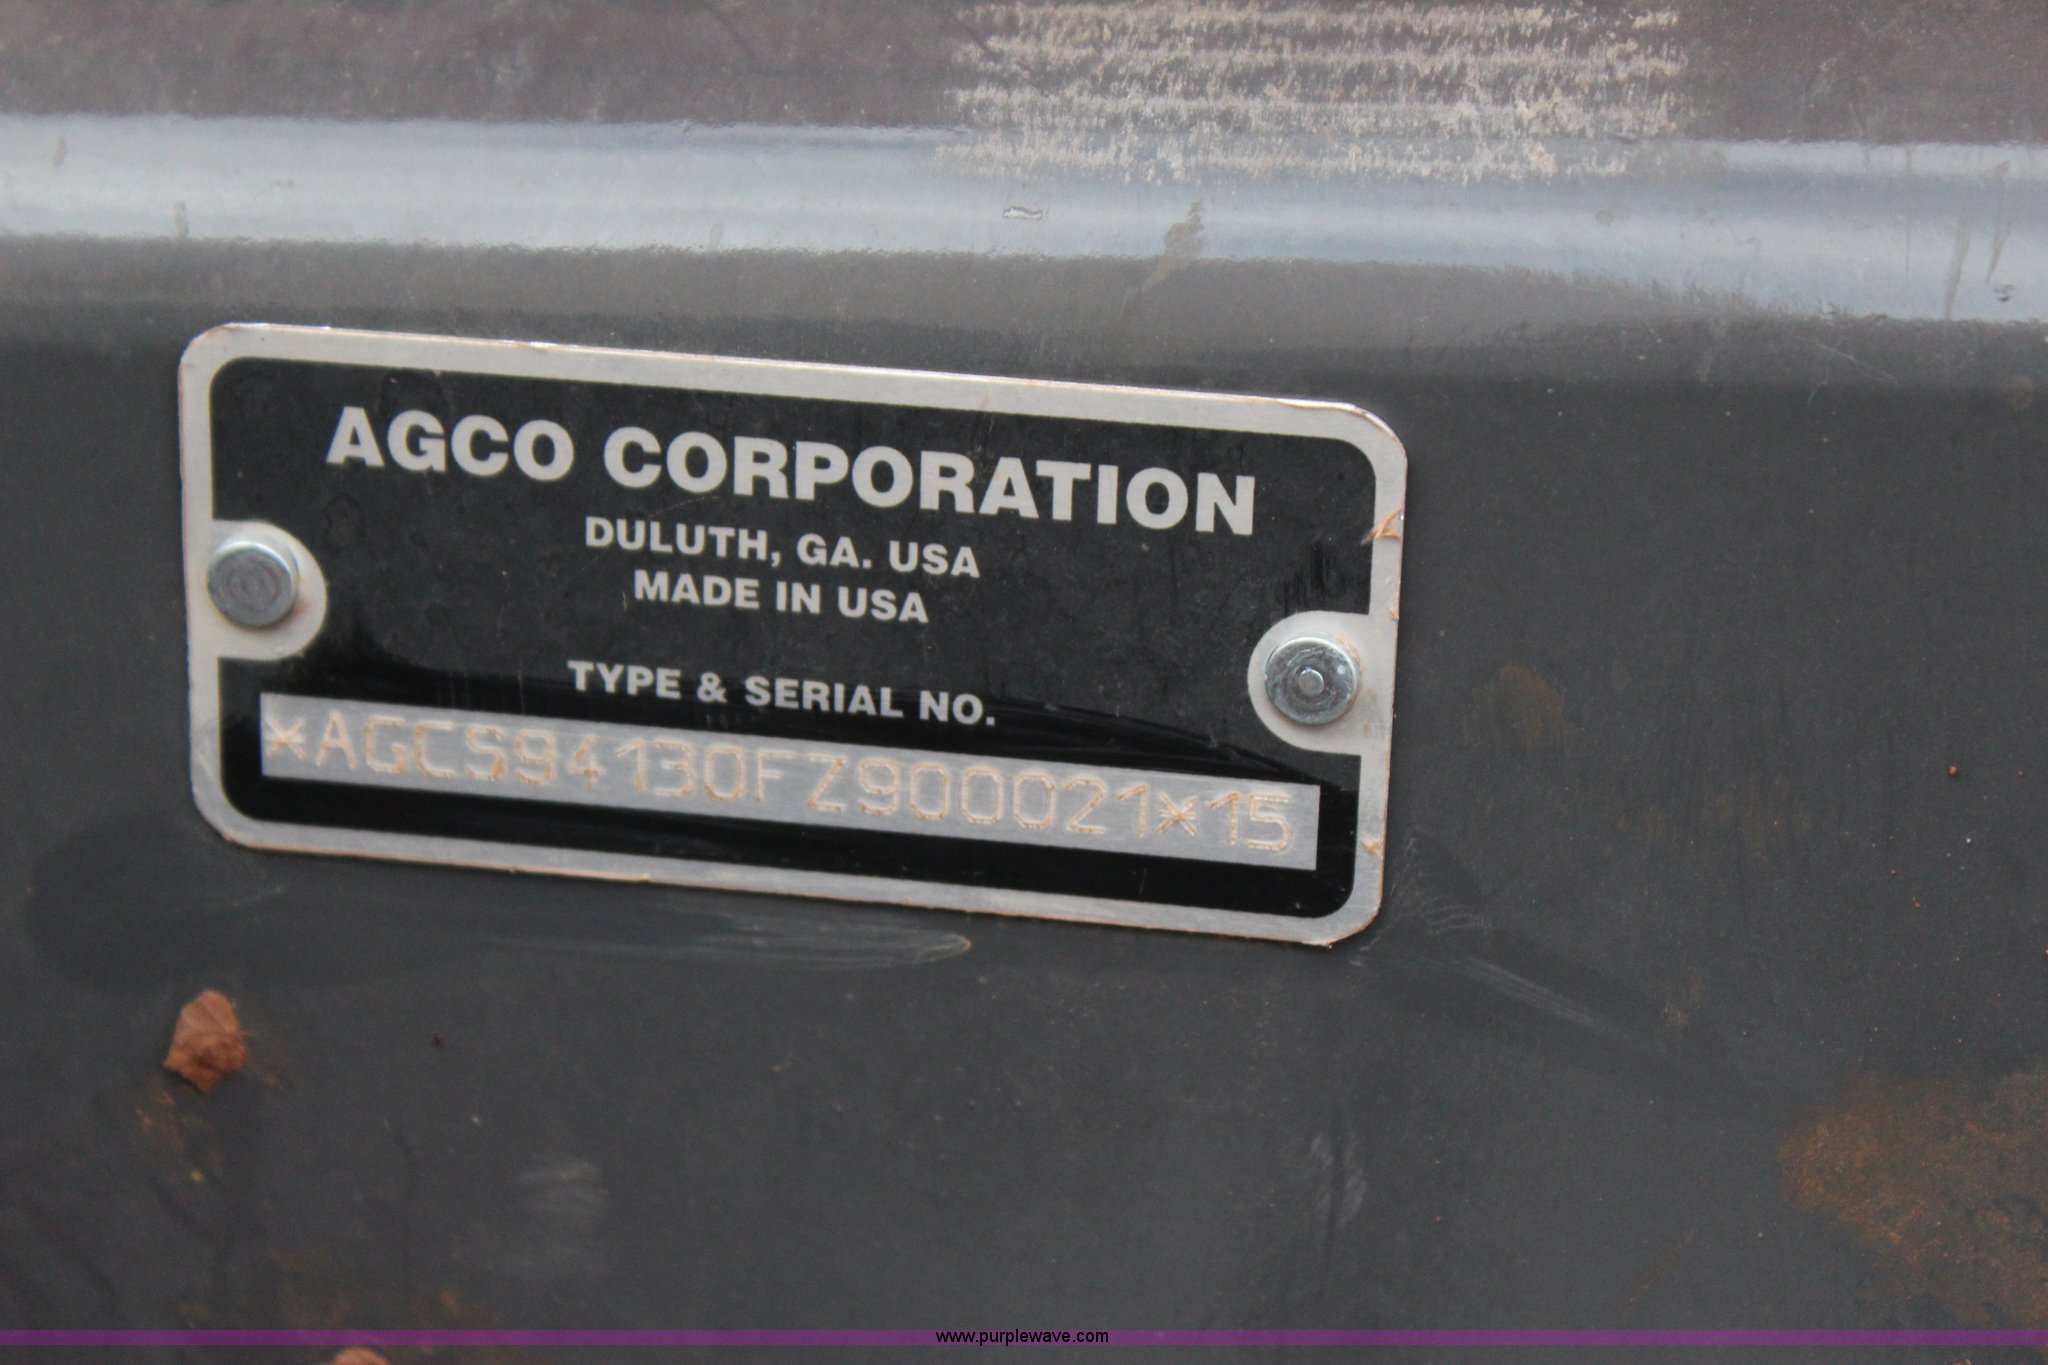 AGCO CORPORATION
DULUTH, GA. USA
MADE IN USA
TYPE & SERIAL NO.
*AGCS94130FZ900021*15
www.purplewave.com